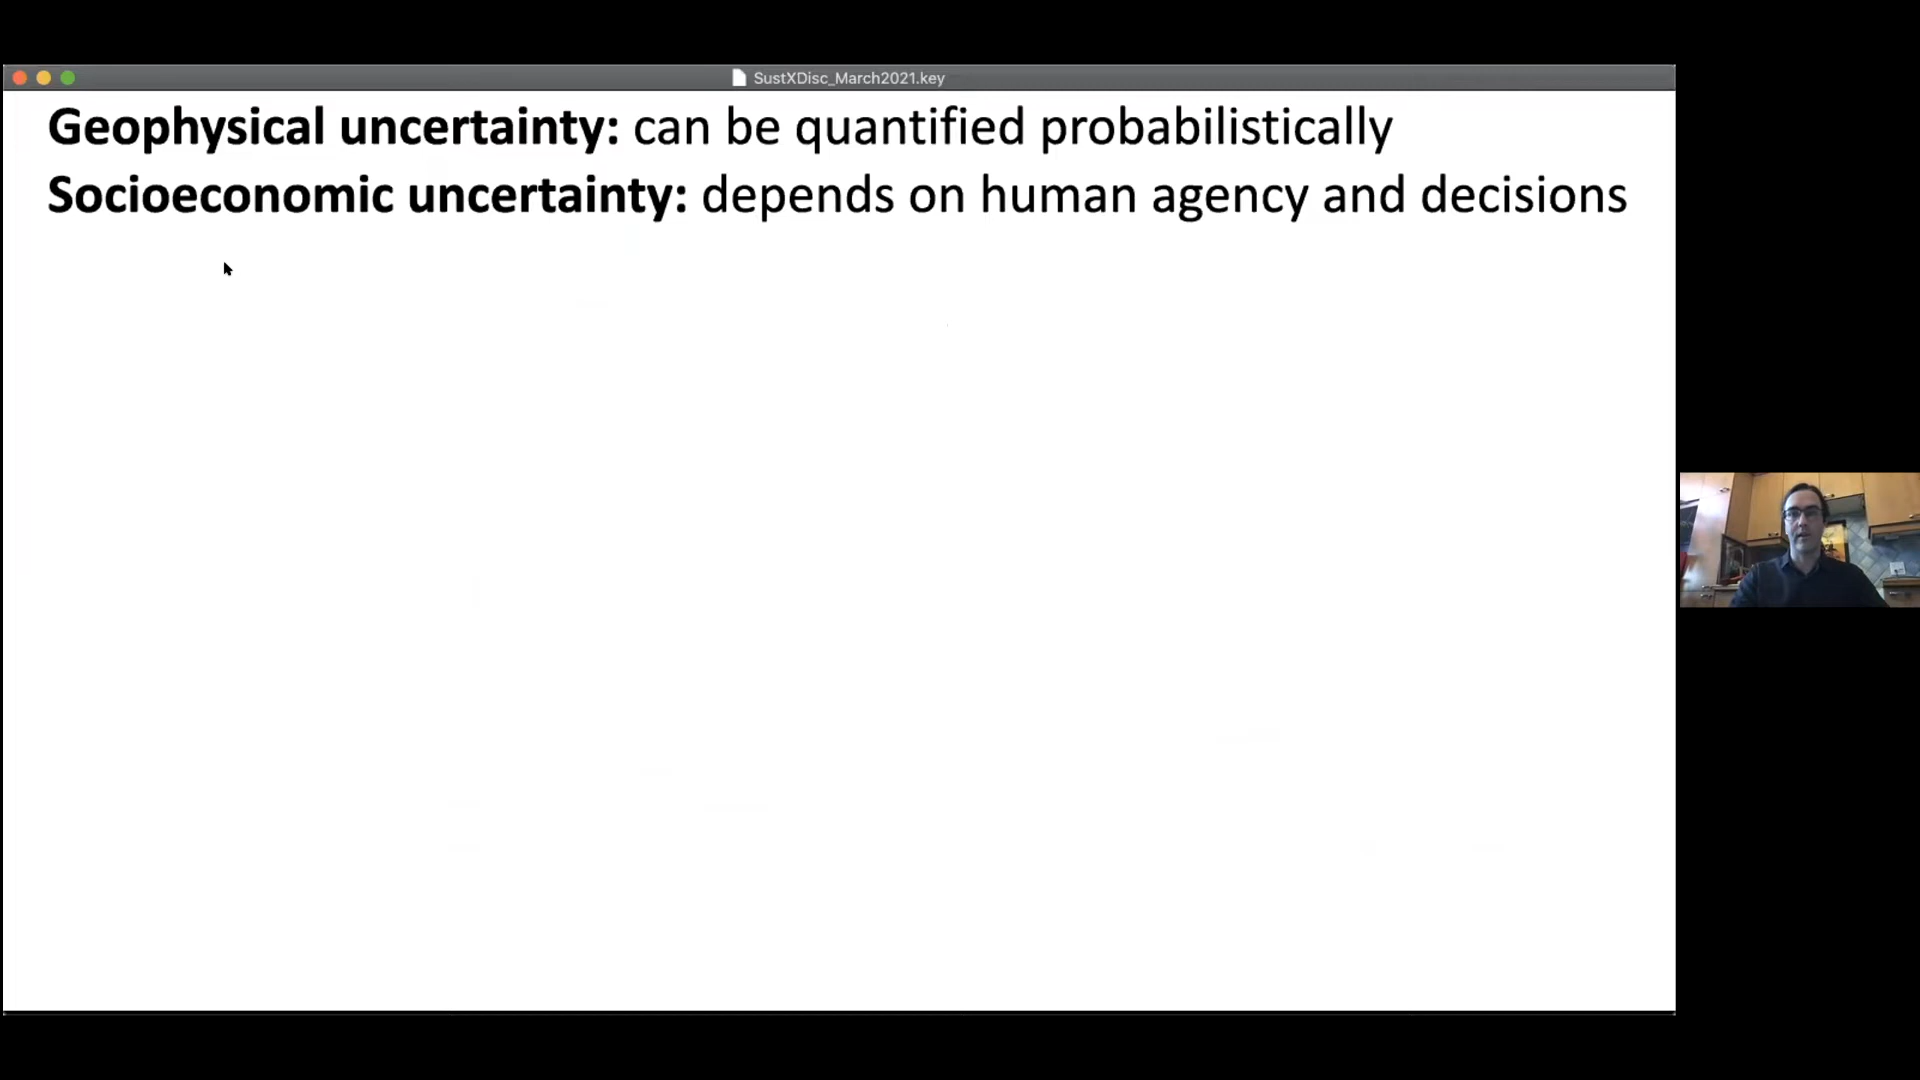 SustXDisc_March2021.key
Geophysical uncertainty: can be quantified probabilistically
Socioeconomic uncertainty: depends on human agency and decisions